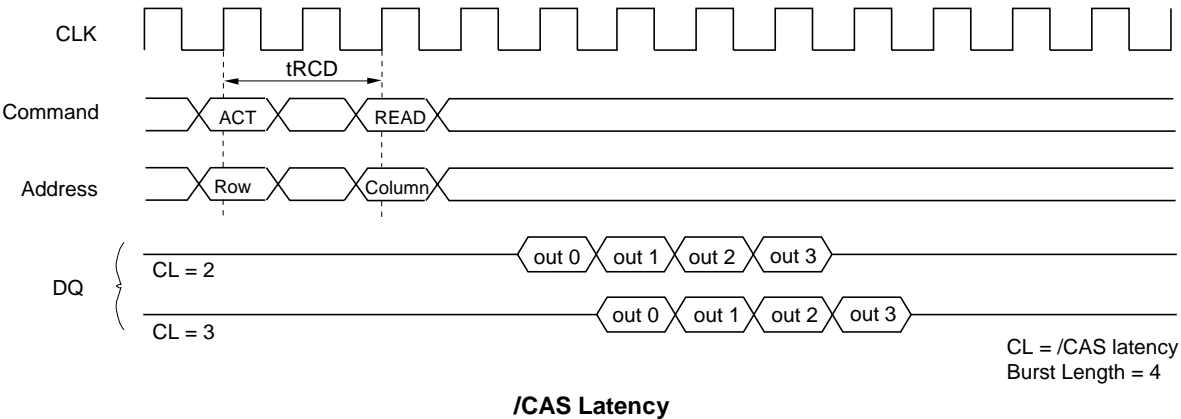 CLK
tRCD
Command ACT READ
Address Row Column
DQ
CL = 2 out 0 out 1 out 2 out 3
CL = 3 out 0 out 1 out 2 out 3
CL = /CAS latency
Burst Length = 4
/CAS Latency